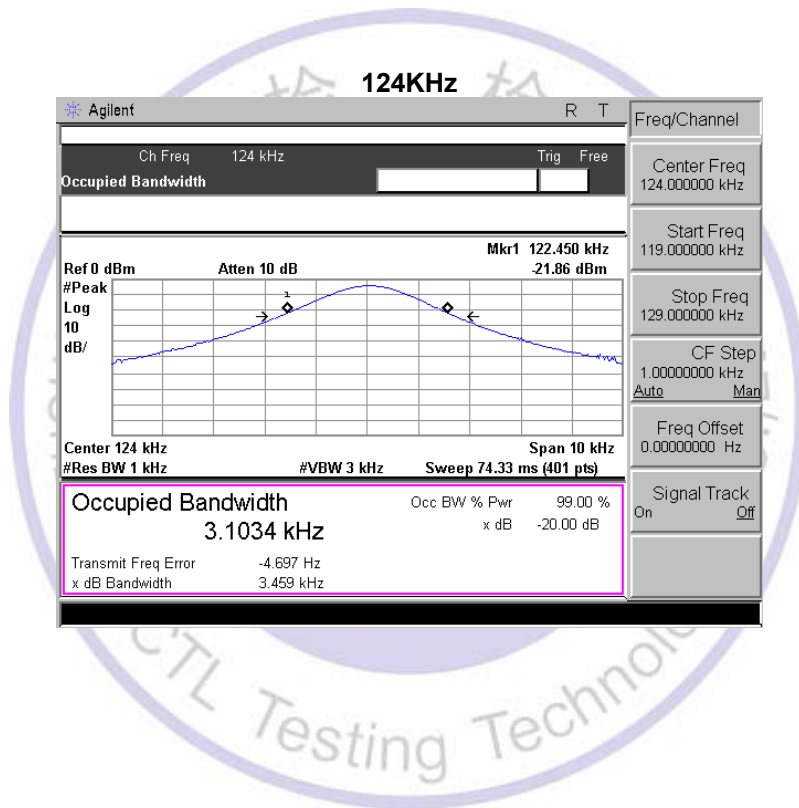 检
检
124KHz
Agilent R T
Freq/Channel
Ch Freq 124 kHz Trig Free
Occupied Bandwidth
Center Freq
124.000000 kHz
Start Freq
119.000000 kHz
Stop Freq
129.000000 kHz
CF Step
1.00000000 kHz
Auto Man
Freq Offset
0.00000000 Hz
Signal Track
On Off
Mkr1 122.450 kHz
Ref 0 dBm Atten 10 dB -21.86 dBm
#Peak
Log
10
dB/
1
Center 124 kHz Span 10 kHz
#Res BW 1 kHz #VBW 3 kHz Sweep 74.33 ms (401 pts)
Occupied Bandwidth Occ BW % Pwr 99.00 %
3.1034 kHz x dB -20.00 dB
Transmit Freq Error -4.697 Hz
x dB Bandwidth 3.459 kHz
CTL Testing Technolo